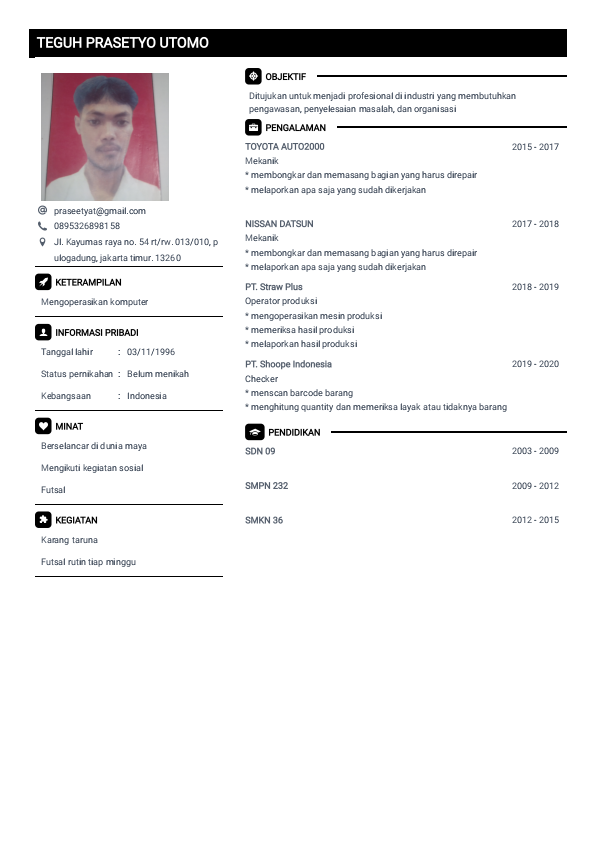 TEGUH PRASETYO UTOMO
praseetyat@gmail.com
0895326898158
Jl. Kayumas raya no. 54 rt/rw. 013/010, p
ulogadung, jakarta timur. 13260
KETERAMPILAN
Mengoperasikan komputer
INFORMASI PRIBADI
Tanggal lahir : 03/11/1996
Status pernikahan : Belum menikah
Kebangsaan : Indonesia
MINAT
Berselancar di dunia maya
Mengikuti kegiatan sosial
Futsal
KEGIATAN
Karang taruna
Futsal rutin tiap minggu
OBJEKTIF
Ditujukan untuk menjadi profesional di industri yang membutuhkan
pengawasan, penyelesaian masalah, dan organisasi
PENGALAMAN
TOYOTA AUTO2000 2015 - 2017
Mekanik
* membongkar dan memasang bagian yang harus direpair
* melaporkan apa saja yang sudah dikerjakan
NISSAN DATSUN 2017 - 2018
Mekanik
* membongkar dan memasang bagian yang harus direpair
* melaporkan apa saja yang sudah dikerjakan
PT. Straw Plus 2018 - 2019
Operator produksi
* mengoperasikan mesin produksi
* memeriksa hasil produksi
* melaporkan hasil produksi
PT. Shoope Indonesia 2019 - 2020
Checker
* menscan barcode barang
* menghitung quantity dan memeriksa layak atau tidaknya barang
PENDIDIKAN
SDN 09 2003 - 2009
SMPN 232 2009 - 2012
SMKN 36 2012 - 2015